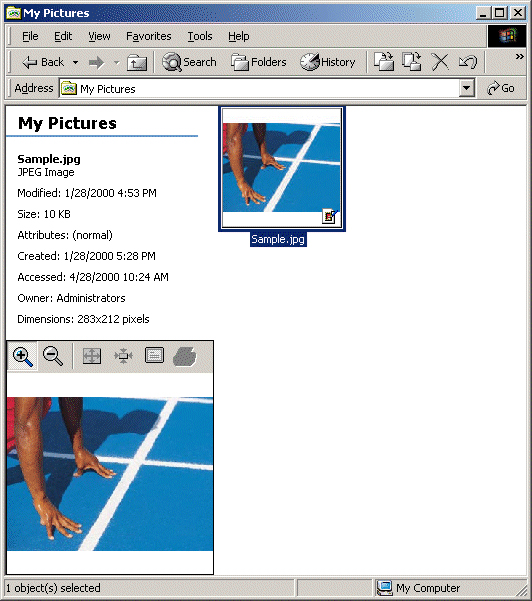 My Pictures
File Edit View Favorites Tools Help
Back Search Folders History »
Address My Pictures Go
My Pictures
Sample.jpg
JPEG Image
Modified: 1/28/2000 4:53 PM
Size: 10 KB
Attributes: (normal)
Created: 1/28/2000 5:28 PM
Accessed: 4/28/2000 10:24 AM
Owner: Administrators
Dimensions: 283x212 pixels
Sample.jpg
1 object(s) selected My Computer